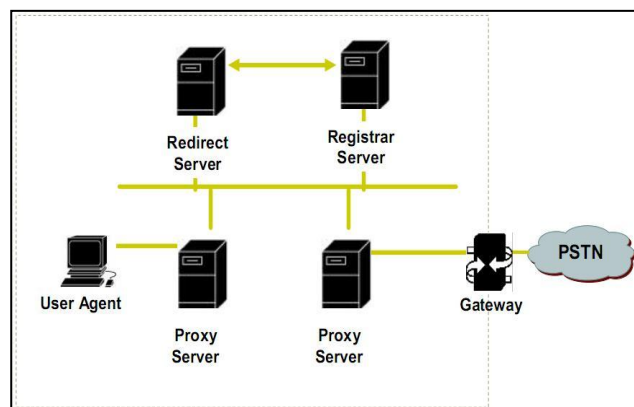 Redirect
Server
Registrar
Server
User Agent
Proxy
Server
Proxy
Server
Gateway
PSTN